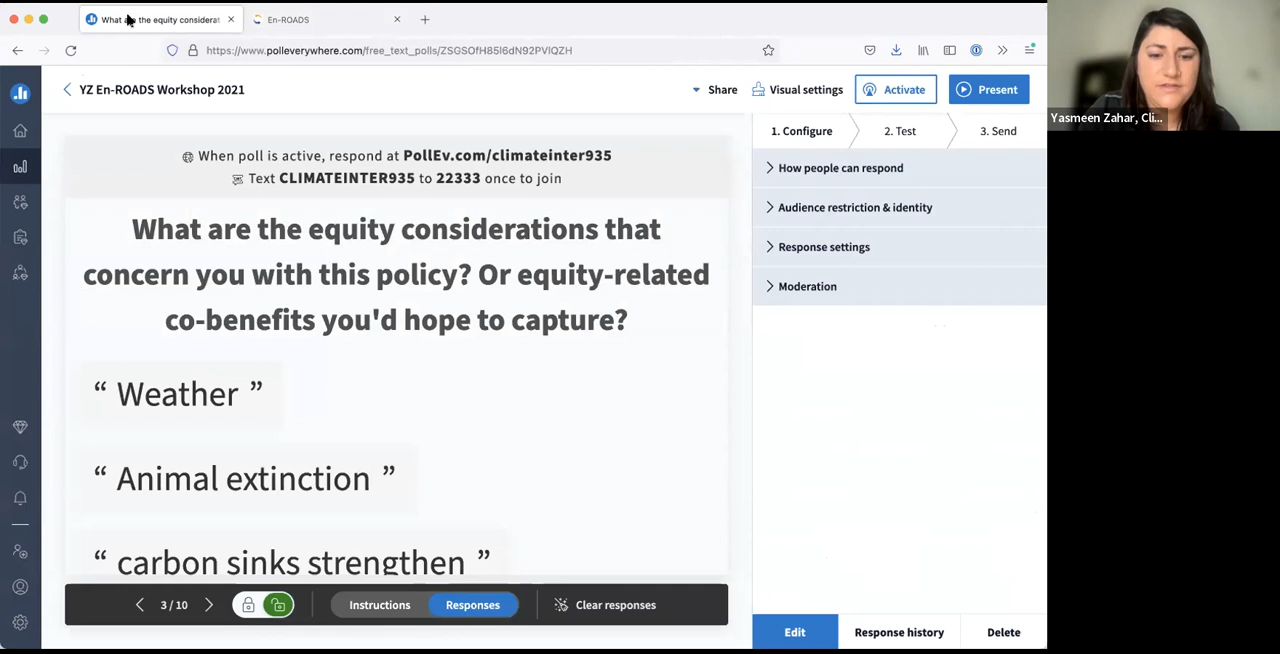 What are the equity considerat
En-ROADS
https://www.polleverywhere.com/free_text_polls/ZSGSOfH85l6dN92PVlQZH
YZ En-ROADS Workshop 2021
Share
Visual settings
Activate
Present
1. Configure
2. Test
3. Send
When poll is active, respond at PollEv.com/climateinter935
Text CLIMATEINTER935 to 22333 once to join
What are the equity considerations that
concern you with this policy? Or equity-related
co-benefits you'd hope to capture?
“ Weather ”
“ Animal extinction ”
“ carbon sinks strengthen ”
3 / 10
Instructions
Responses
Clear responses
How people can respond
Audience restriction & identity
Response settings
Moderation
Edit
Response history
Delete
Yasmeen Zahar, Cli...